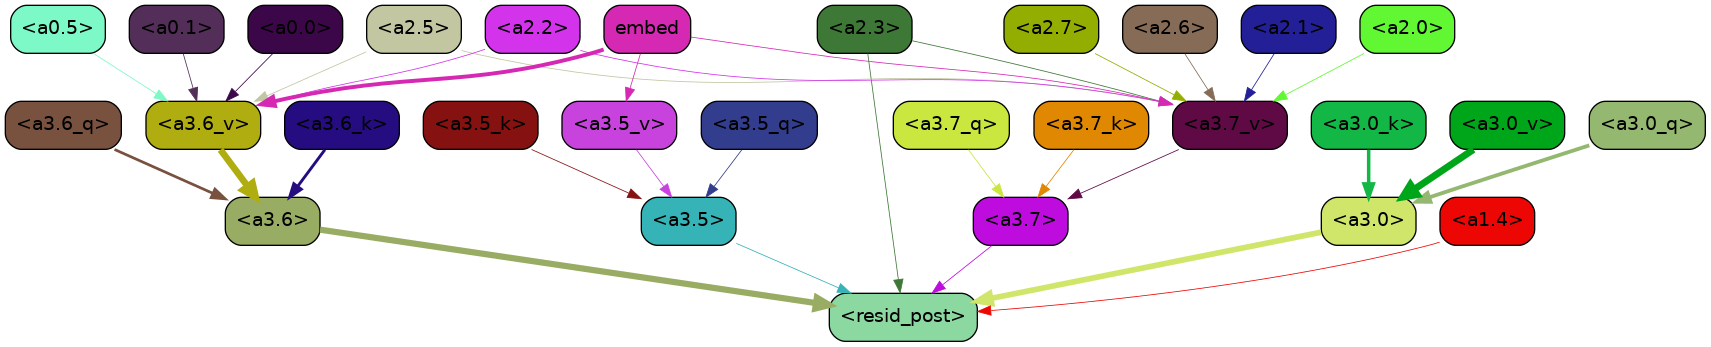 <a0.5> <a0.1> <a0.0> <a2.5> <a2.2> embed <a2.3> <a2.7> <a2.6> <a2.1> <a2.0>
<a3.6_q> <a3.6_v> <a3.6_k> <a3.5_k> <a3.5_v> <a3.5_q> <a3.7_q> <a3.7_k> <a3.7_v> <a3.0_k> <a3.0_v> <a3.0_q>
<a3.6> <a3.5> <a3.7> <a3.0> <a1.4>
<resid_post>